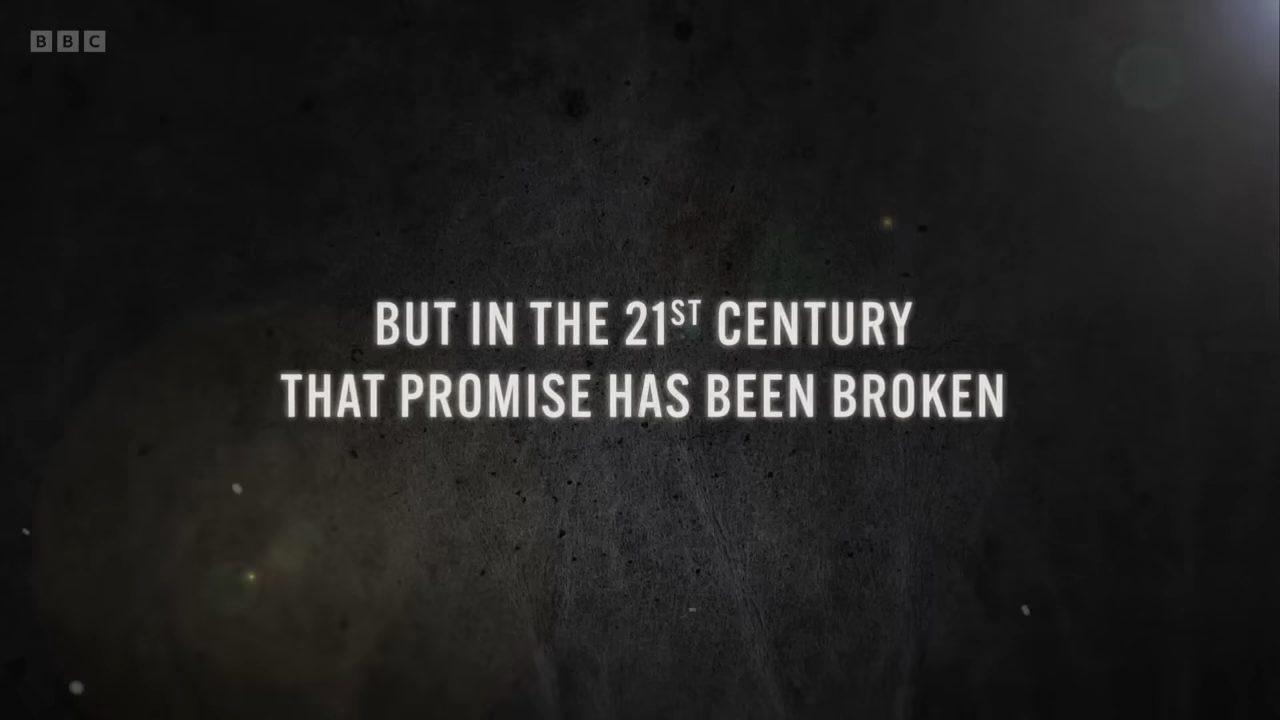 BBC
BUT IN THE 21ST CENTURY
THAT PROMISE HAS BEEN BROKEN